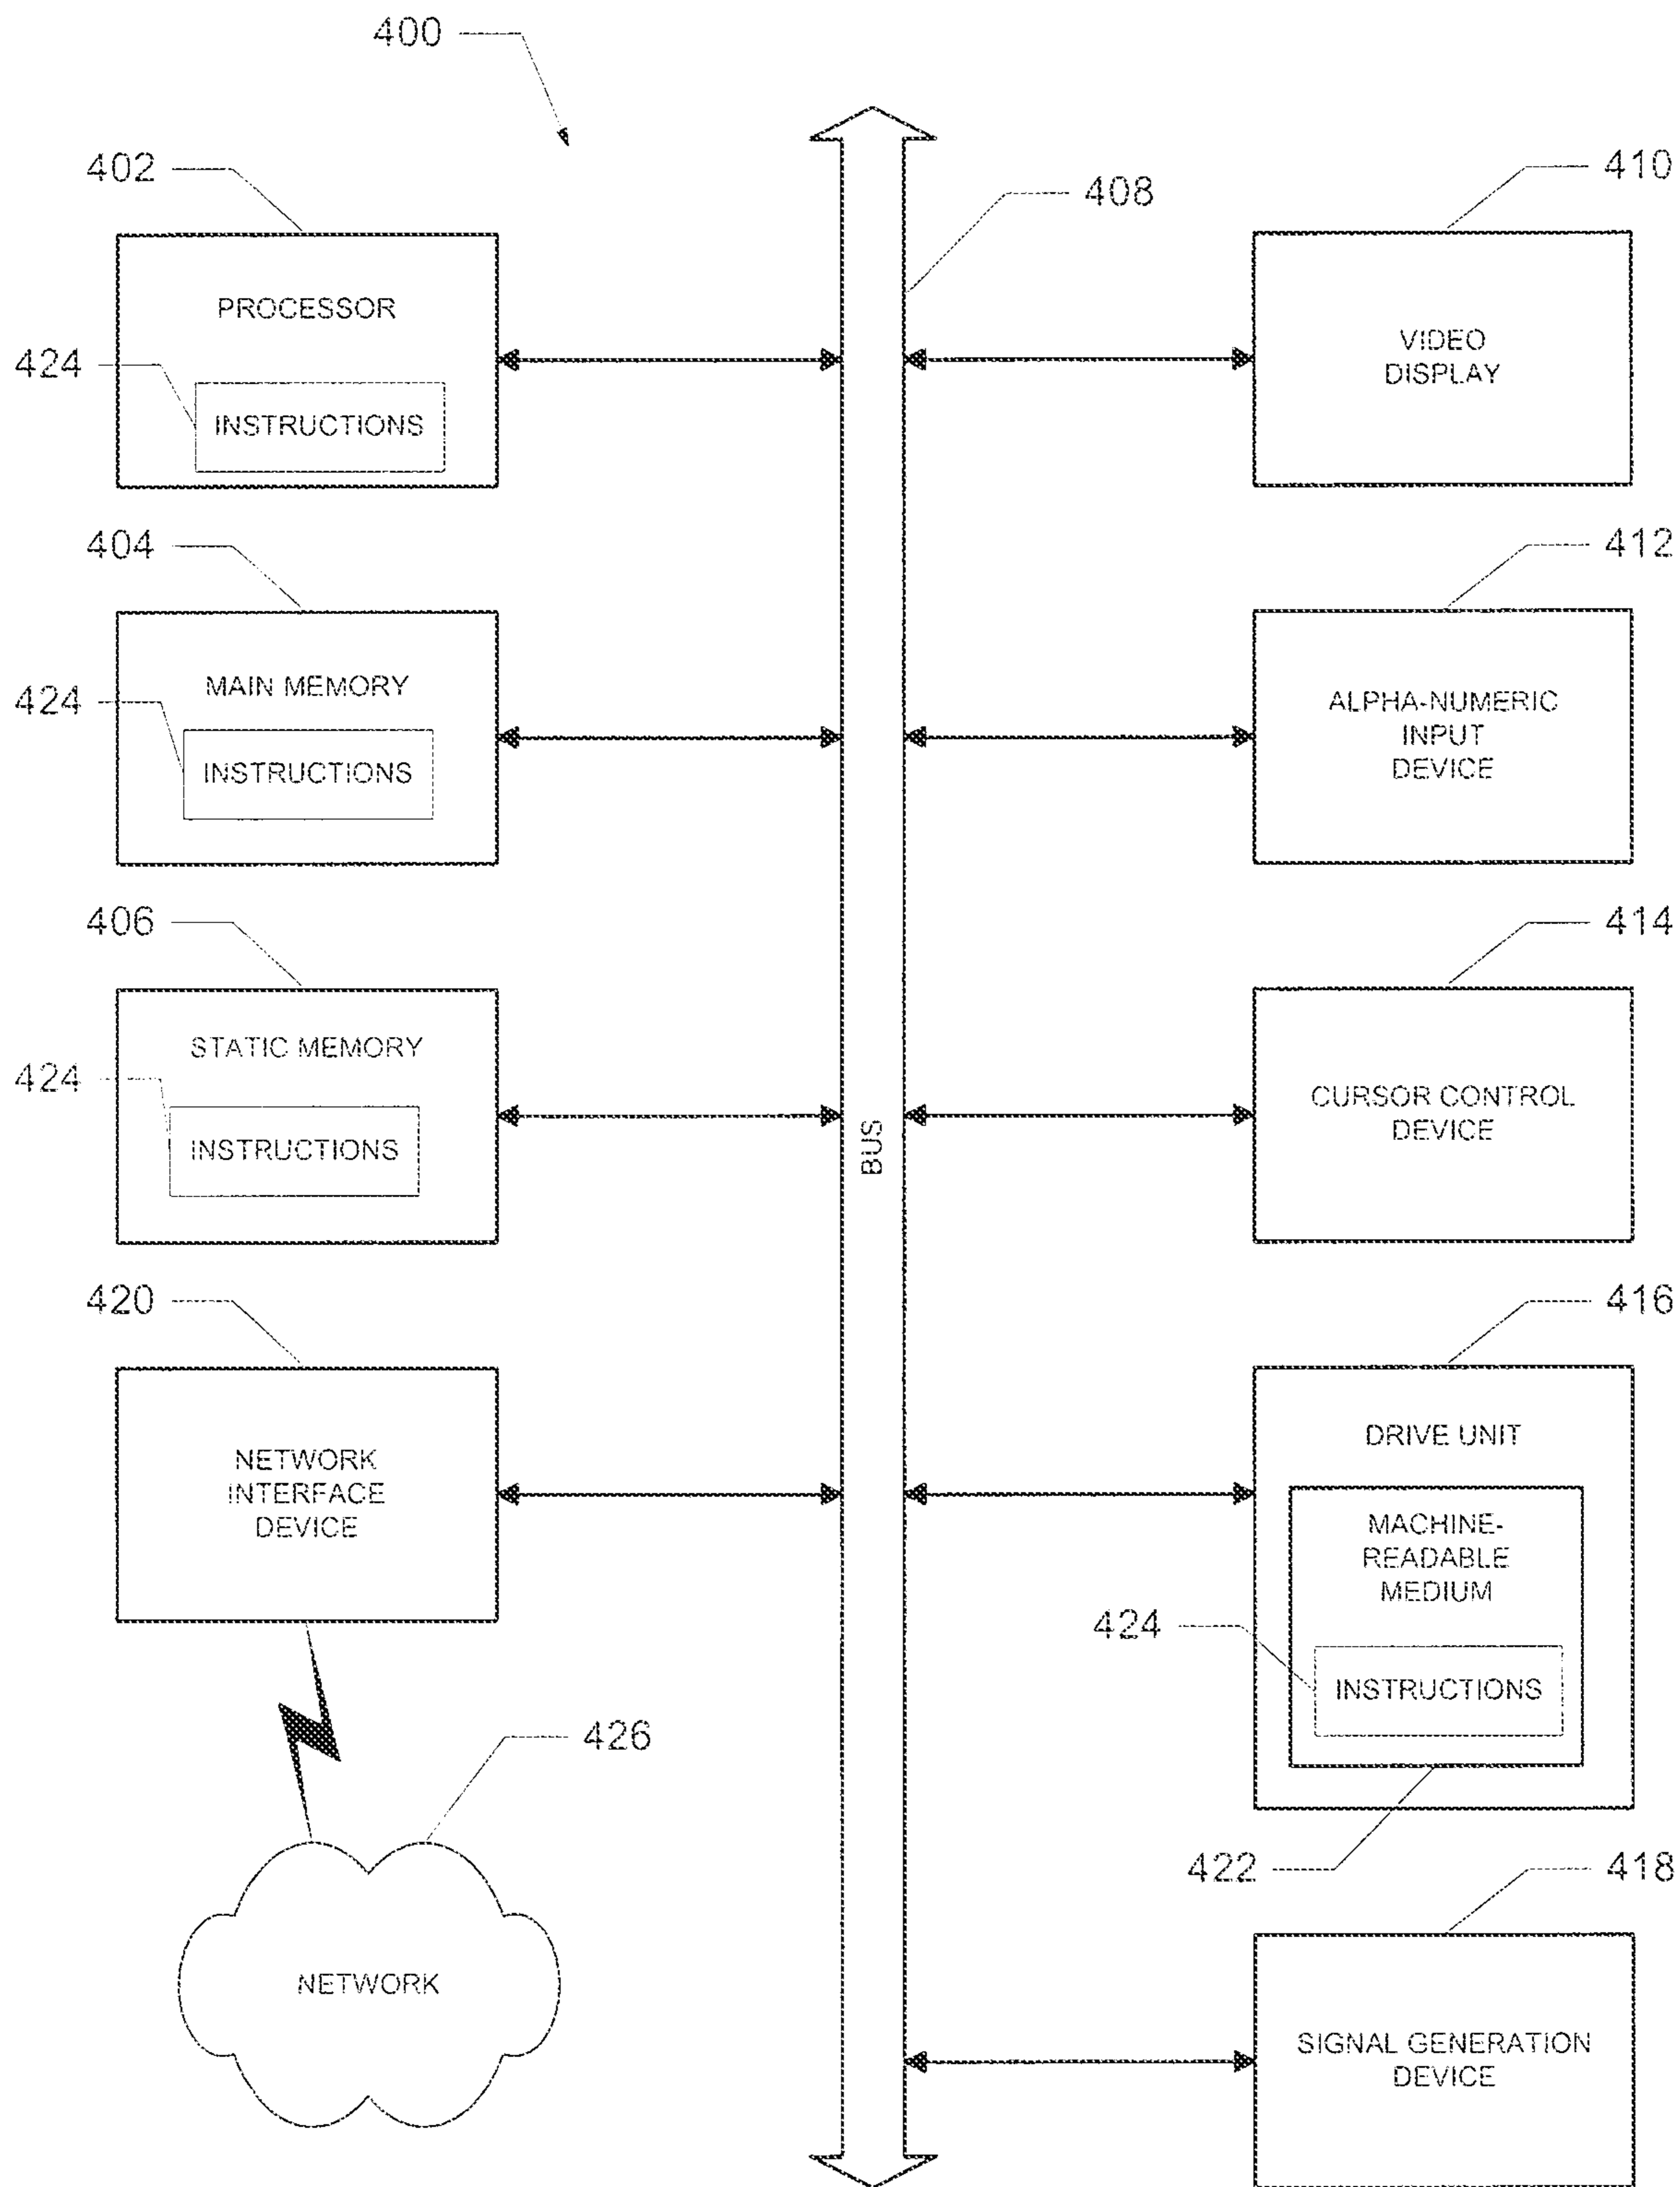 400
402
408
410
PROCESSOR
424
INSTRUCTIONS
VIDEO
DISPLAY
404
412
MAIN MEMORY
424
INSTRUCTIONS
ALPHA-NUMERIC
INPUT
DEVICE
406
414
STATIC MEMORY
424
INSTRUCTIONS
BUS
CURSOR CONTROL
DEVICE
420
416
NETWORK
INTERFACE
DEVICE
DRIVE UNIT
MACHINE-
READABLE
MEDIUM
424
INSTRUCTIONS
426
422
418
NETWORK
SIGNAL GENERATION
DEVICE